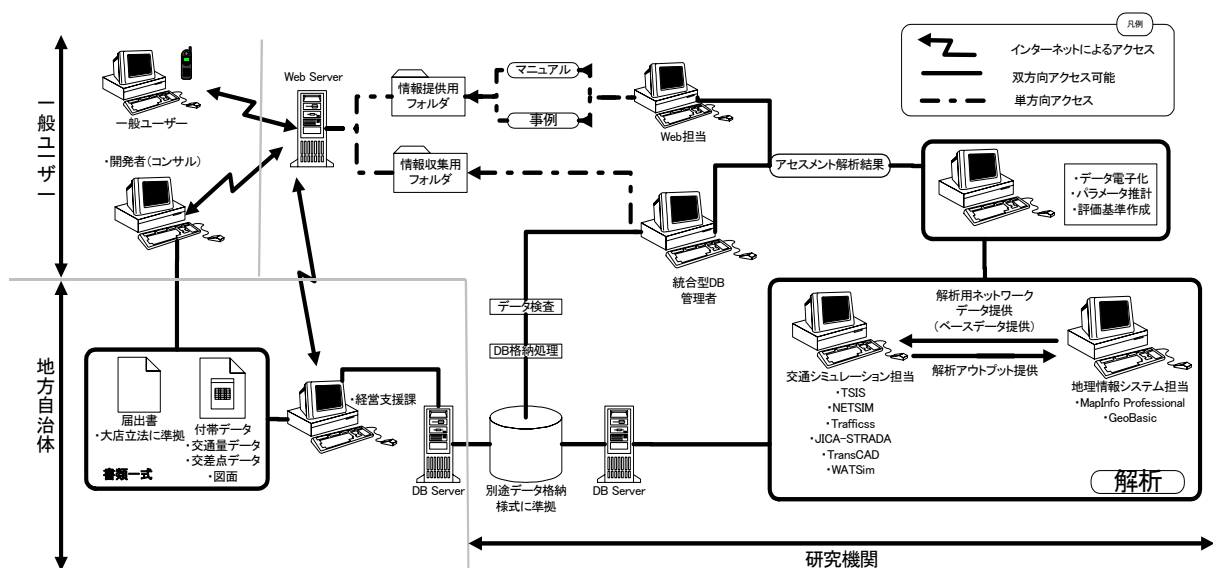 凡例
インターネットによるアクセス
双方向アクセス可能
単方向アクセス
一般ユーザー
一般ユーザー
・開発者(コンサル)
Web Server
情報提供用
フォルダ
マニュアル
事例
Web担当
情報収集用
フォルダ
アセスメント解析結果
・データ電子化
・パラメータ推計
・評価基準作成
統合型DB
管理者
データ検査
DB格納処理
地方自治体
届出書
・大店立法に準拠
付帯データ
・交通量データ
・交差点データ
・図面
書類一式
・経営支援課
DB Server
別途データ格納
様式に準拠
DB Server
解析用ネットワーク
データ提供
(ベースデータ提供)
解析アウトプット提供
交通シミュレーション担当
・TSIS
・NETSIM
・Trafficss
・JICA-STRADA
・TransCAD
・WATSim
地理情報システム担当
・MapInfo Professional
・GeoBasic
解析
研究機関